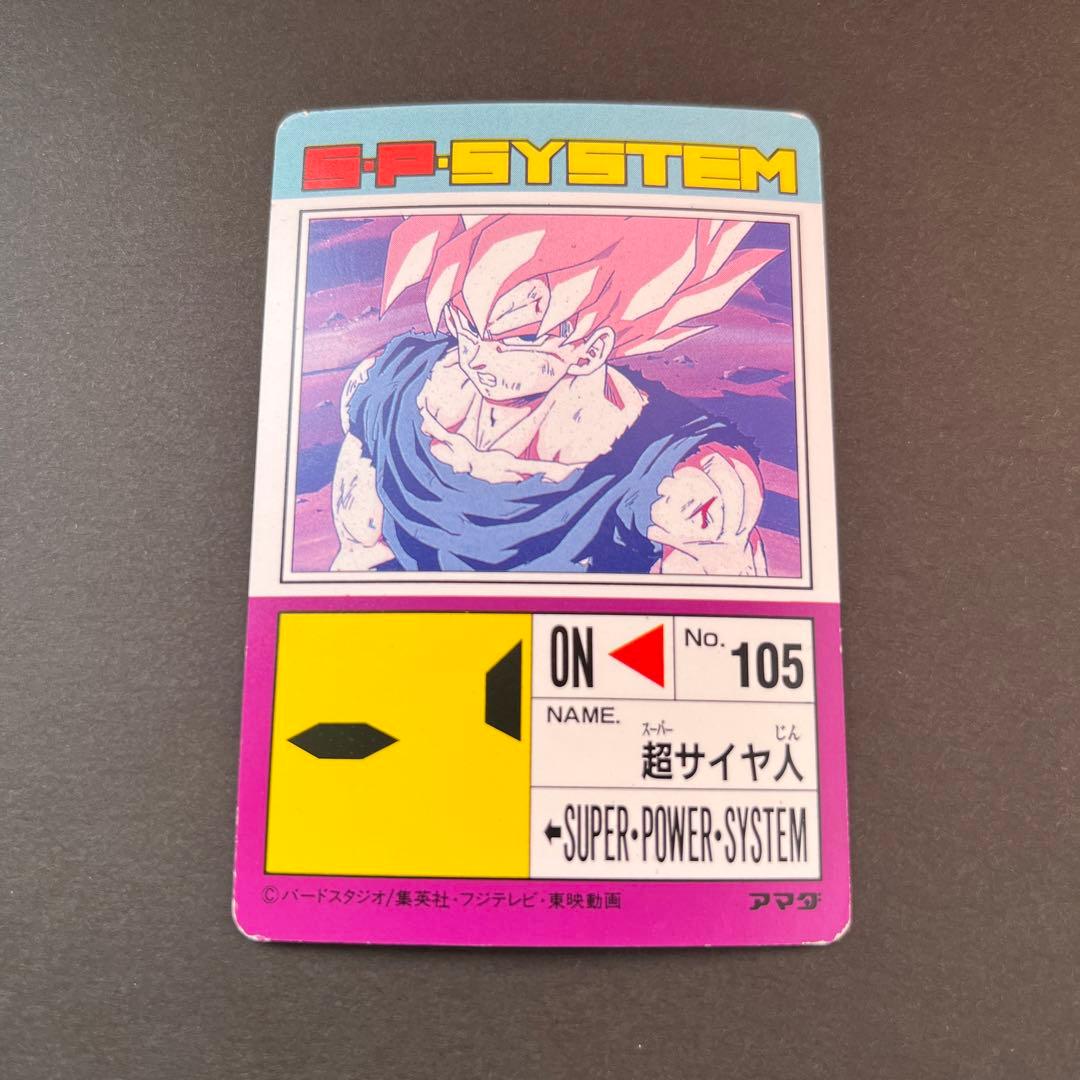 S·P·SYSTEM
ON
No. 105
NAME.
スーパー じん
超サイヤ人
SUPER·POWER·SYSTEM
©バードスタジオ/集英社·フジテレビ·東映動画
アマダ